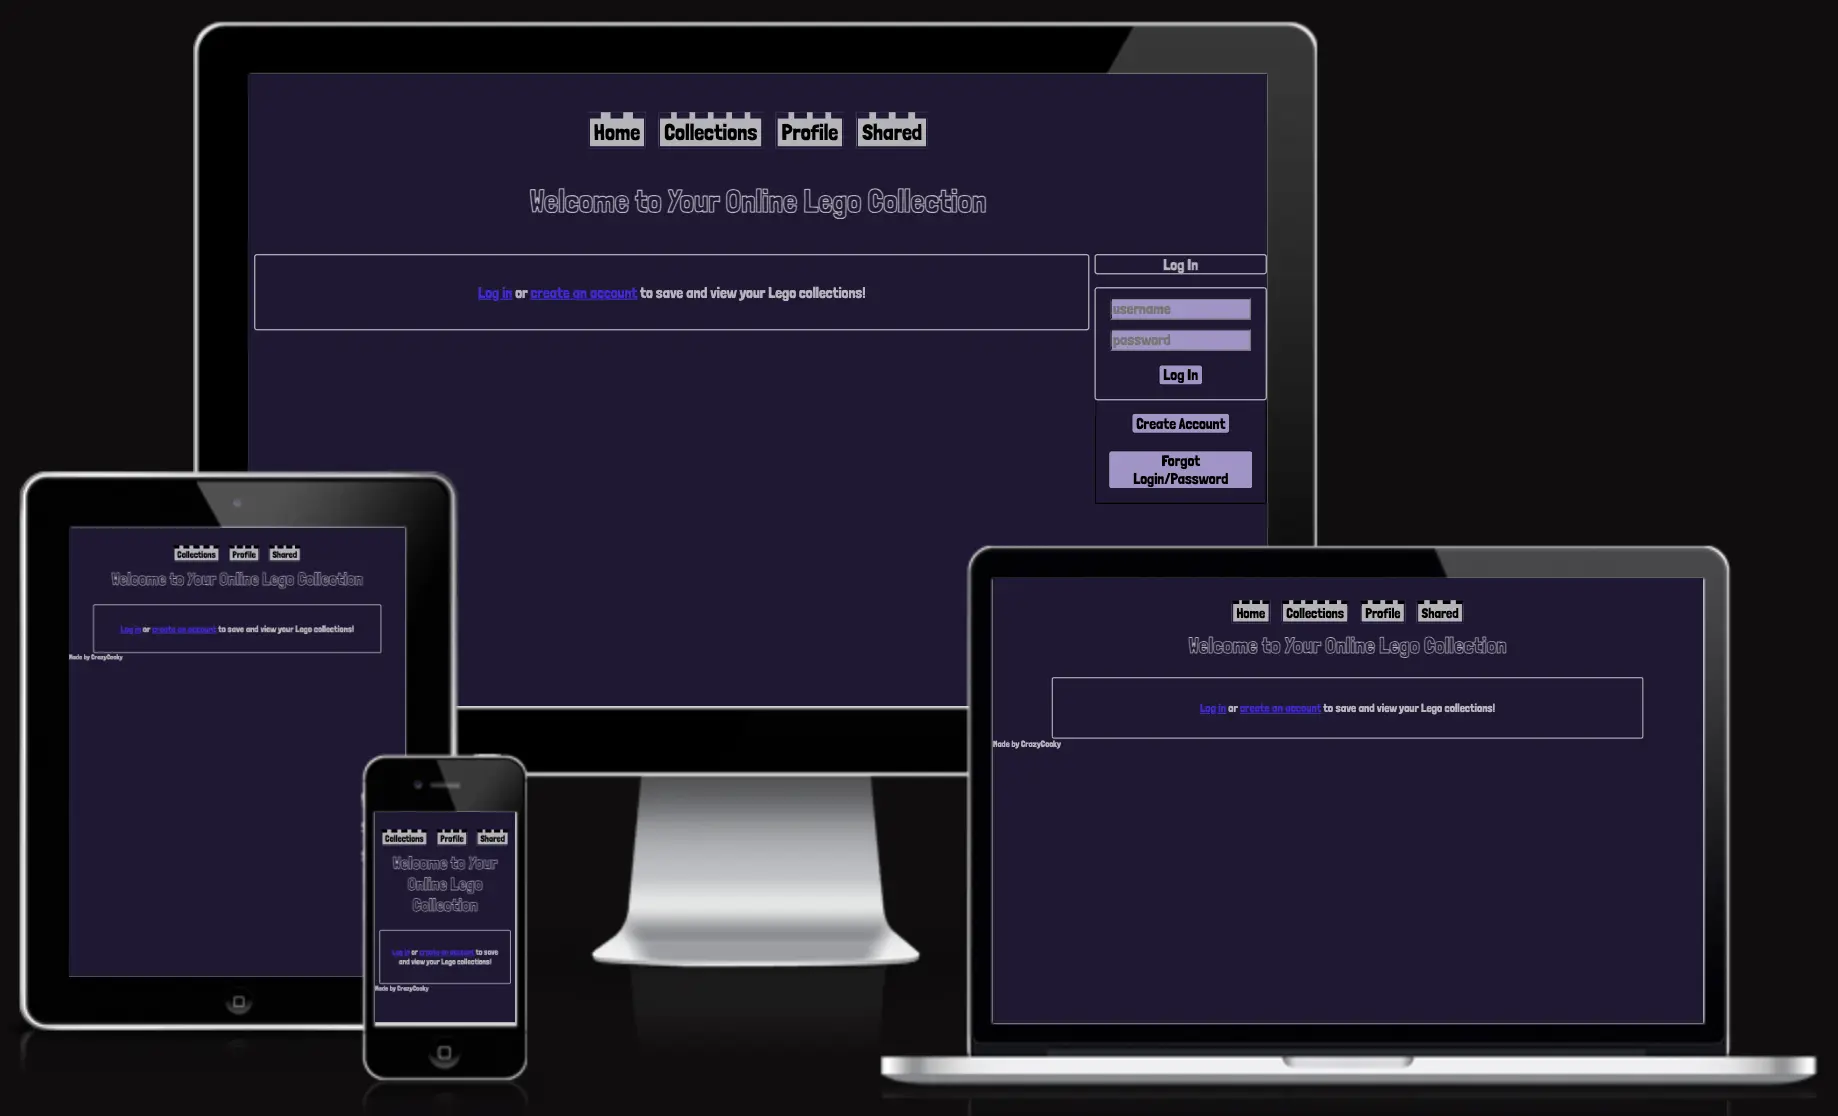 Home Collections Profile Shared
Welcome to Your Online Lego Collection
Log in or create an account to save and view your Lego collections!
Log In
username
password
Log In
Create Account
Forgot
Login/Password
Collections Profile Shared
Welcome to Your Online Lego Collection
Log in or create an account to save and view your Lego collections!
Made by CrazyCooky
Collections Profile Shared
Welcome to Your
Online Lego
Collection
Log in or create an account to save
and view your Lego collections!
Made by CrazyCooky
Home Collections Profile Shared
Welcome to Your Online Lego Collection
Log in or create an account to save and view your Lego collections!
Made by CrazyCooky